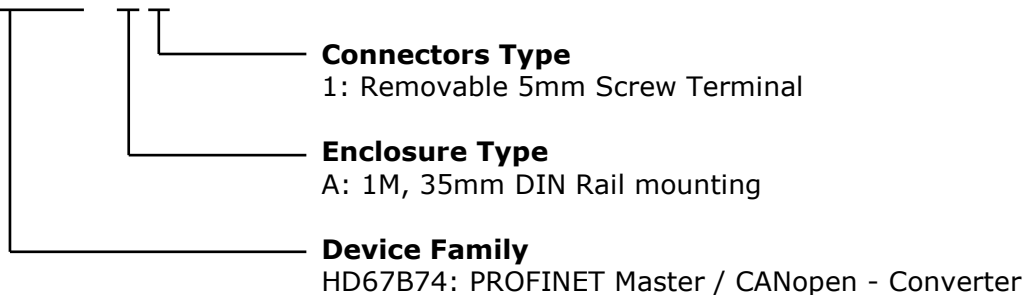 Connectors Type
1: Removable 5mm Screw Terminal
Enclosure Type
A: 1M, 35mm DIN Rail mounting
Device Family
HD67B74: PROFINET Master / CANopen - Converter